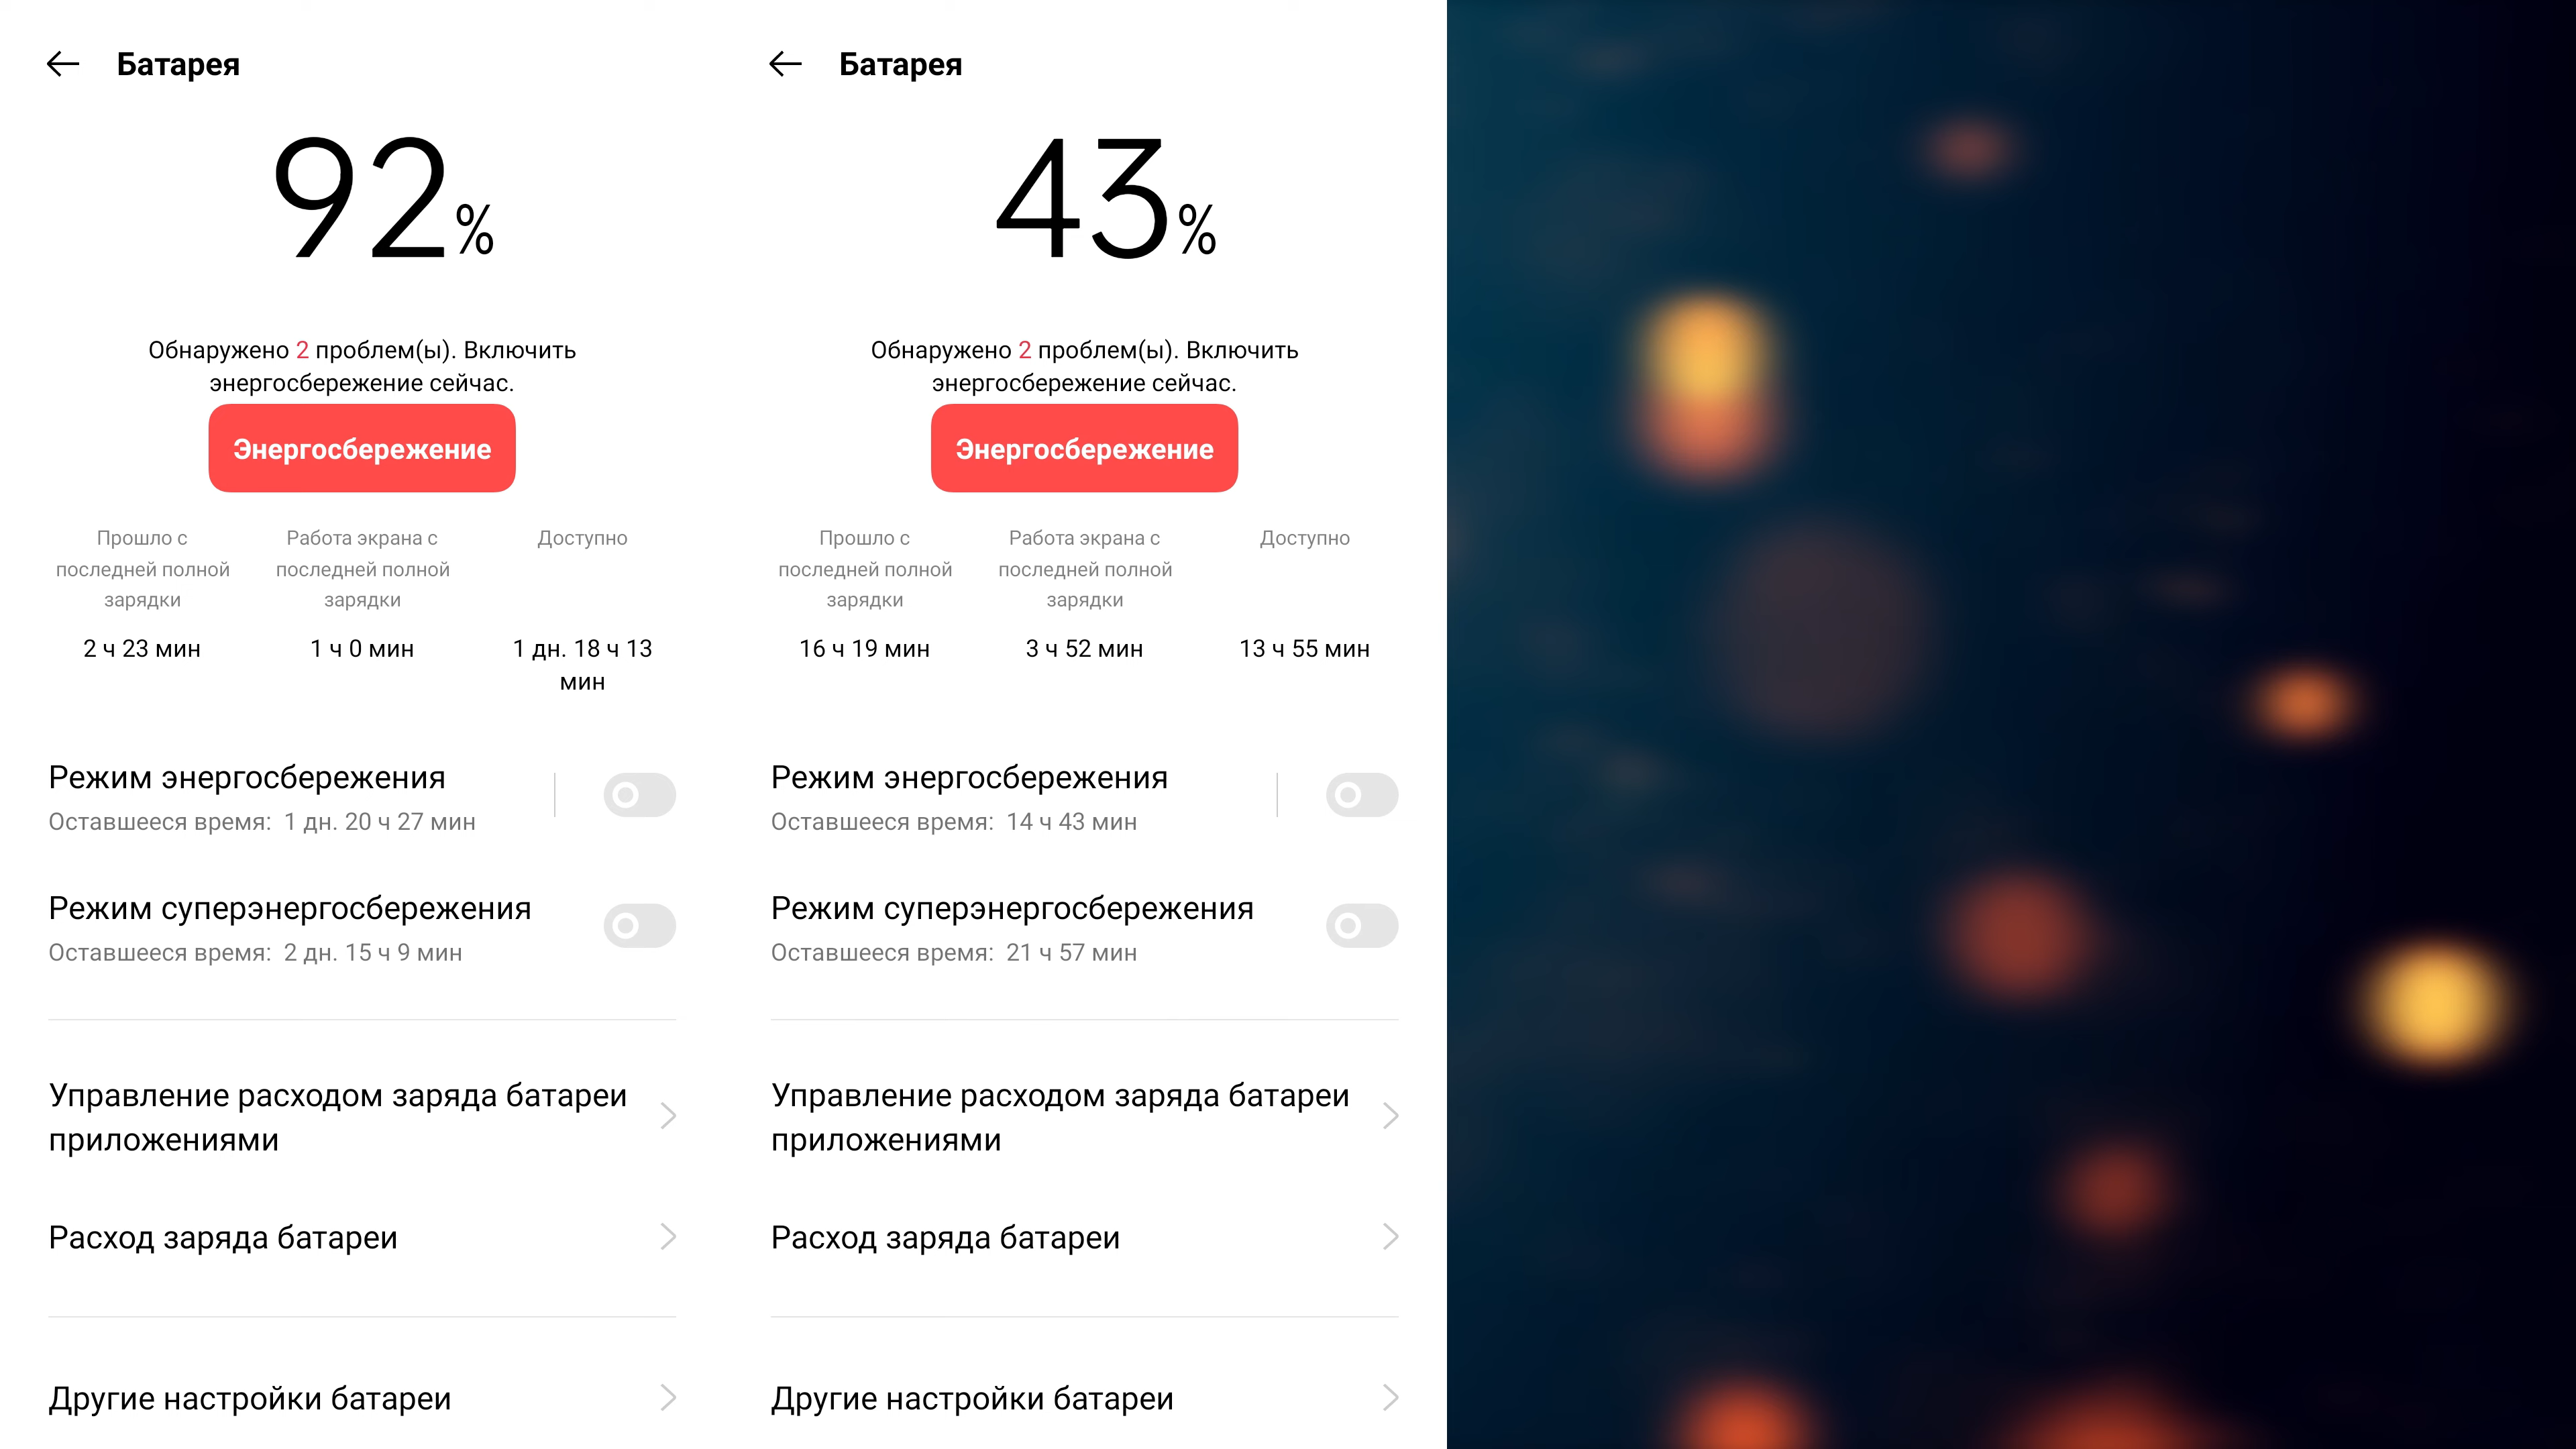 Батарея
92%
Обнаружено 2 проблем(ы). Включить
энергосбережение сейчас.
Энергосбережение
Прошло с
последней полной
зарядки
2 ч 23 мин
Работа экрана с
последней полной
зарядки
1 ч 0 мин
Доступно
1 дн. 18 ч 13
мин
Режим энергосбережения
Оставшееся время: 1 дн. 20 ч 27 мин
Режим суперэнергосбережения
Оставшееся время: 2 дн. 15 ч 9 мин
Управление расходом заряда батареи
приложениями
Расход заряда батареи
Другие настройки батареи
Батарея
43%
Обнаружено 2 проблем(ы). Включить
энергосбережение сейчас.
Энергосбережение
Прошло с
последней полной
зарядки
16 ч 19 мин
Работа экрана с
последней полной
зарядки
3 ч 52 мин
Доступно
13 ч 55 мин
Режим энергосбережения
Оставшееся время: 14 ч 43 мин
Режим суперэнергосбережения
Оставшееся время: 21 ч 57 мин
Управление расходом заряда батареи
приложениями
Расход заряда батареи
Другие настройки батареи